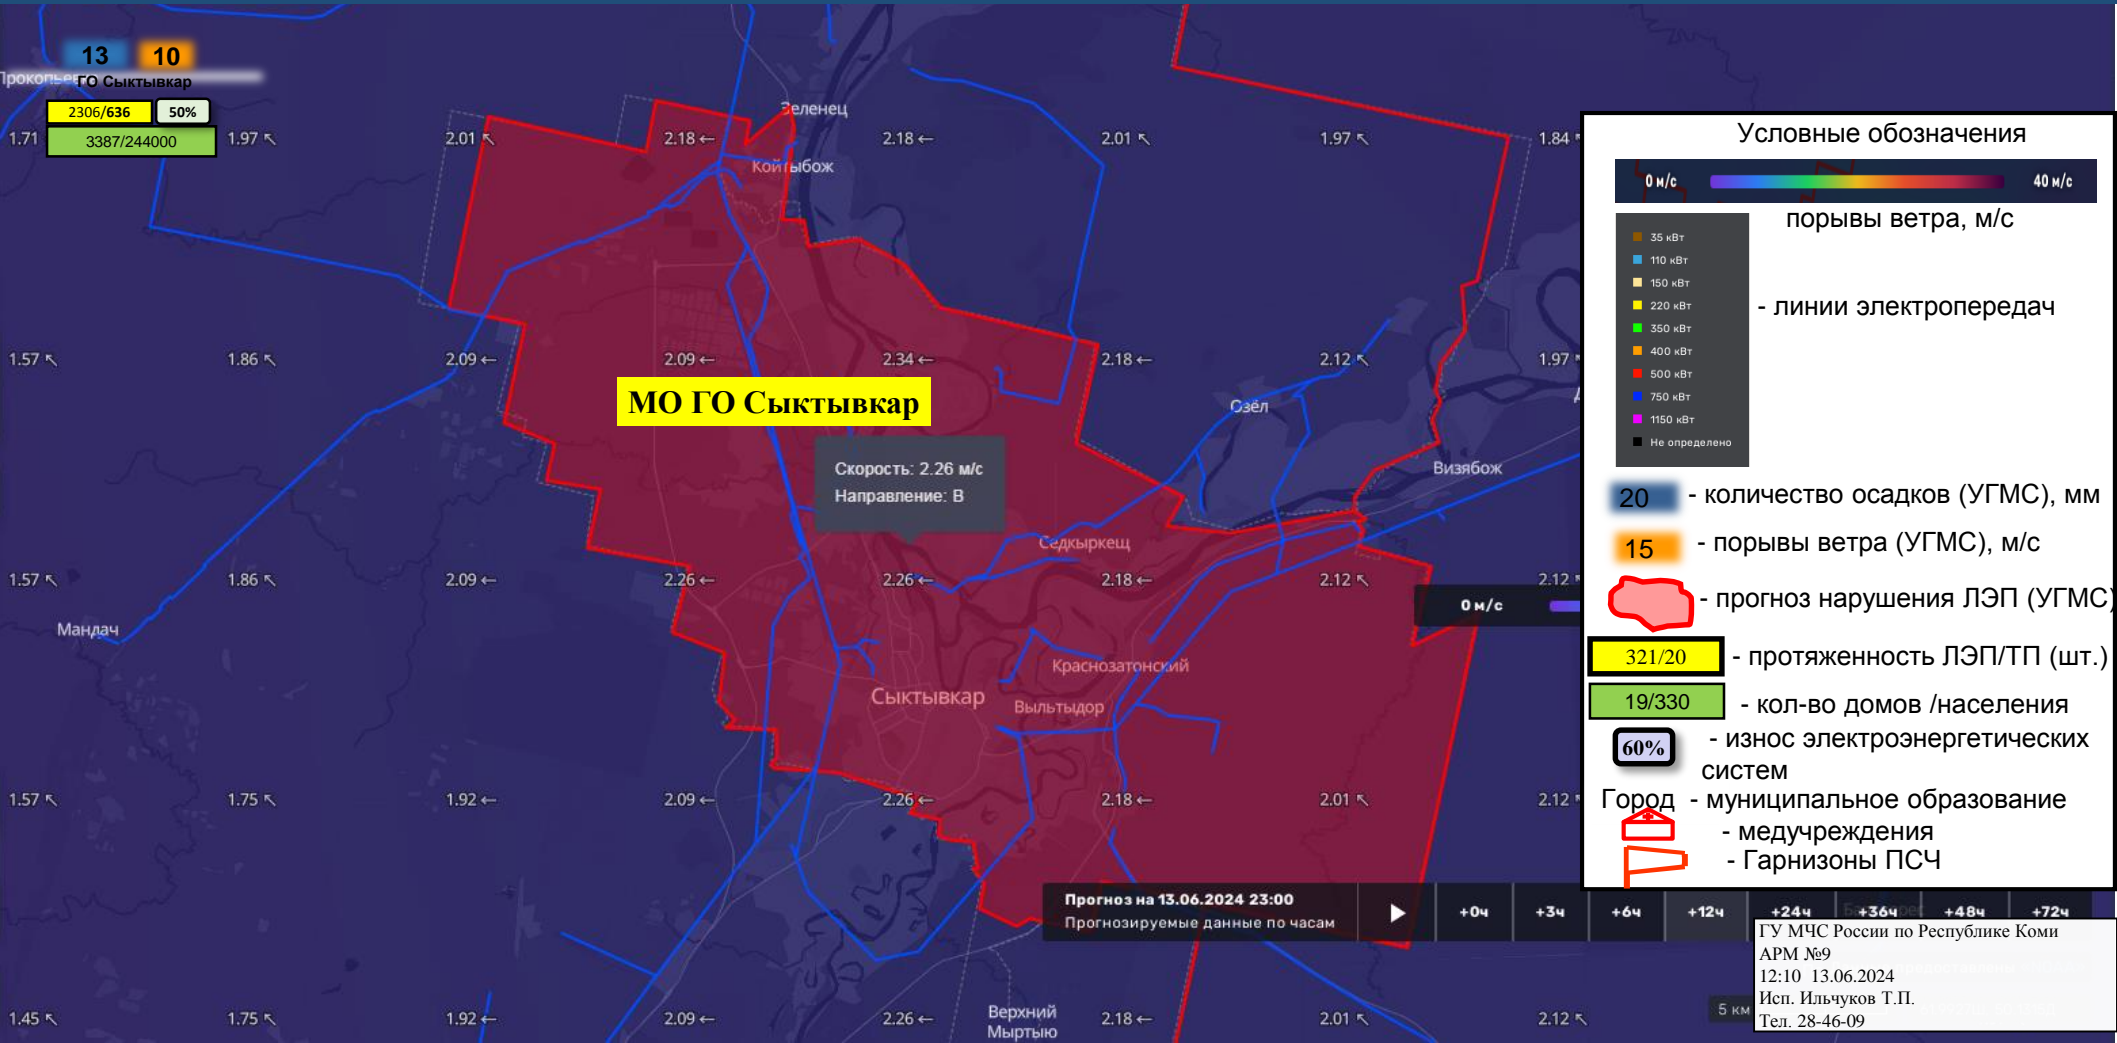 13 10
ГО Сыктывкар
2306/636 50%
3387/244000
Зеленец
Койтыбож
1.71 1.97 ↖ 2.01 ↖ 2.18 ← 2.18 ← 2.01 ↖ 1.97 ↖ 1.84
1.57 ↖ 1.86 ↖ 2.09 ← 2.09 ← 2.34 ← 2.18 ← 2.12 ↖ 1.97
МО ГО Сыктывкар
Озёл
Скорость: 2.26 м/с
Направление: В
Визябож
Седкыркещ
1.57 ↖ 1.86 ↖ 2.09 ← 2.26 ← 2.26 ← 2.18 ← 2.12 ↖ 2.12
0 м/с
Мандач
Краснозатонский
Сыктывкар
Выльтыдор
1.57 ↖ 1.75 ↖ 1.92 ← 2.09 ← 2.26 ← 2.18 ← 2.01 ↖ 2.12
Прогноз на 13.06.2024 23:00
Прогнозируемые данные по часам
+0ч +3ч +6ч +12ч +24ч +36ч +48ч +72ч
1.45 ↖ 1.75 ↖ 1.92 ← 2.09 ← 2.26 ← 2.18 ← 2.01 ↖ 2.12 ↖
Верхний
Мыртыю
5 км
Условные обозначения
0 м/с 40 м/с
порывы ветра, м/с
35 кВт
110 кВт
150 кВт
220 кВт
350 кВт
400 кВт
500 кВт
750 кВт
1150 кВт
Не определено
- линии электропередач
20 - количество осадков (УГМС), мм
15 - порывы ветра (УГМС), м/с
- прогноз нарушения ЛЭП (УГМС)
321/20 - протяженность ЛЭП/ТП (шт.)
19/330 - кол-во домов /населения
60% - износ электроэнергетических
систем
Город - муниципальное образование
- медучреждения
- Гарнизоны ПСЧ
ГУ МЧС России по Республике Коми
АРМ №9
12:10 13.06.2024
Исп. Ильчуков Т.П.
Тел. 28-46-09